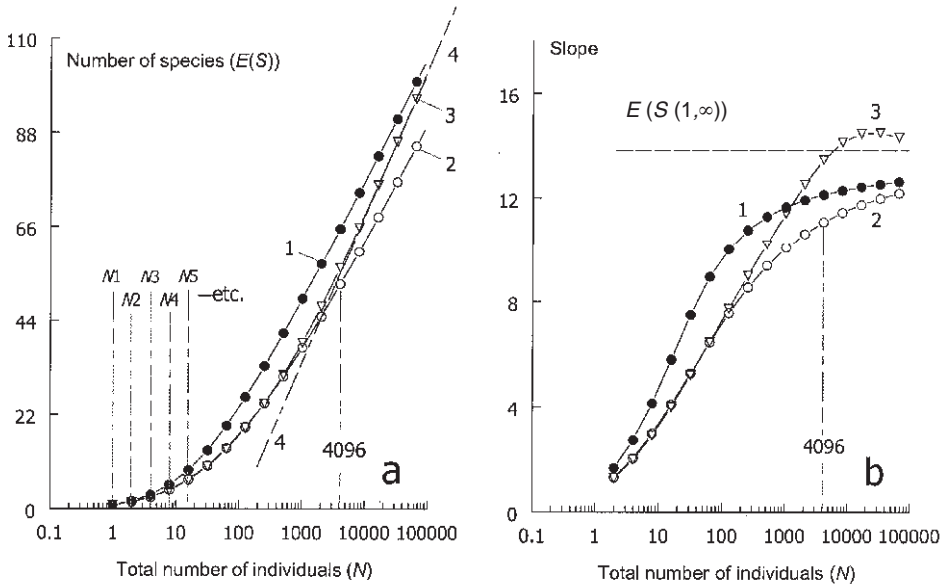 110
Number of species (E(S))
88
66
44
22
0
4
3
2
1
N1
N2
N3
N4
N5
—etc.
4
4096
a
0.1
1
10
100
1000
10000
100000
Total number of individuals (N)
Slope
16
12
8
4
0
E (S (1,∞))
3
1
2
4096
b
0.1
1
10
100
1000
10000
100000
Total number of individuals (N)